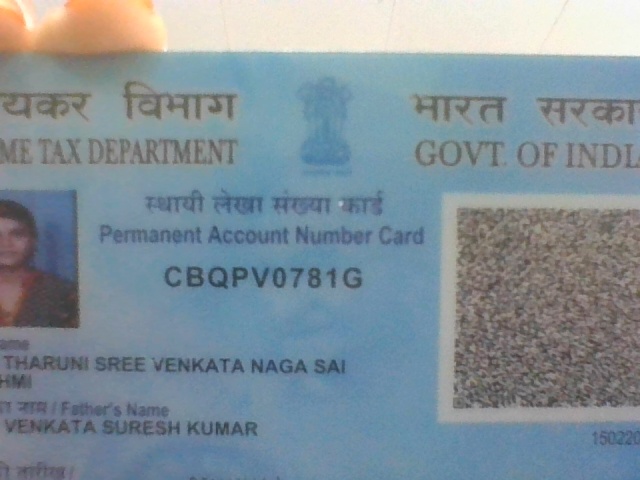 यकर विभाग
भारत सरका
ME TAX DEPARTMENT
GOVT. OF INDIA
स्थायी लेखा संख्या कार्ड
Permanent Account Number Card
CBQPV0781G
ame
THARUNI SREE VENKATA NAGA SAI
HMI
का नाम / Father's Name
VENKATA SURESH KUMAR
150220